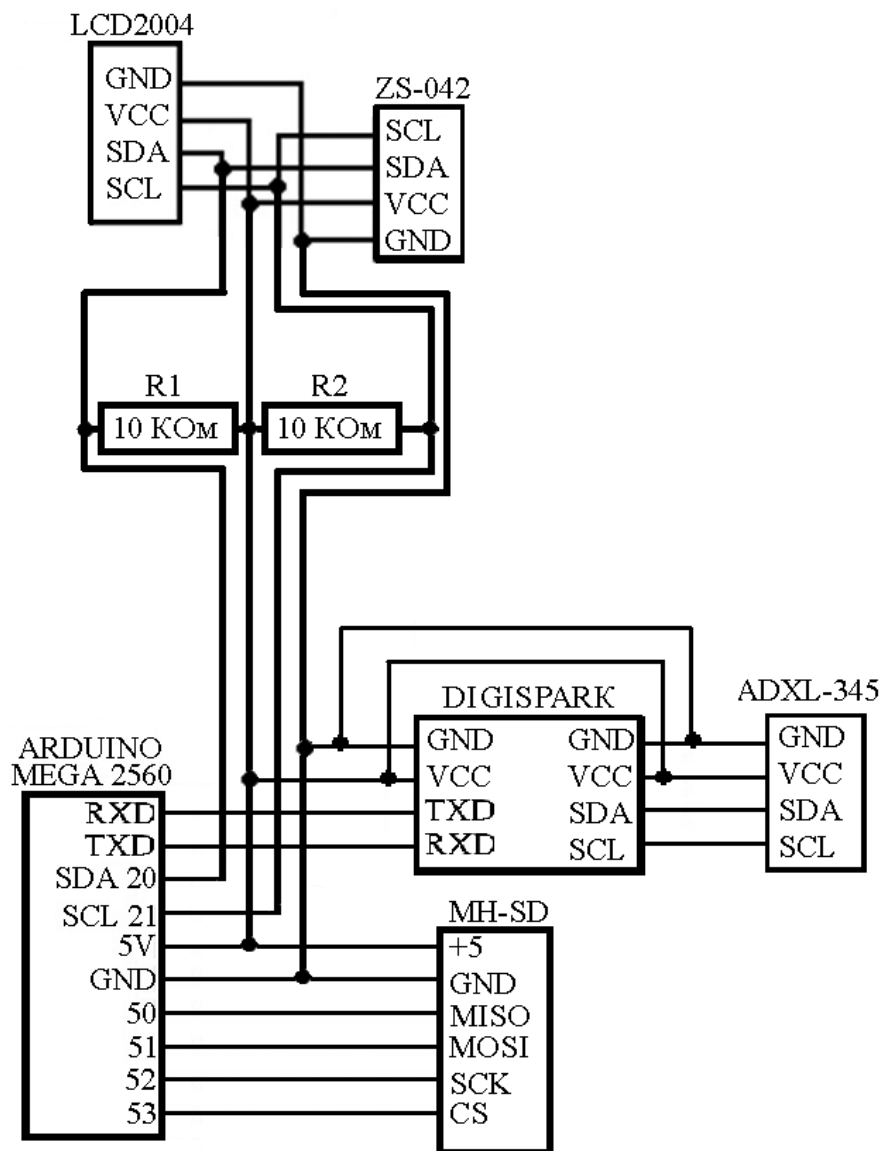 LCD2004
GND
VCC
SDA
SCL
ZS-042
SCL
SDA
VCC
GND
R1
10 КОм
R2
10 КОм
DIGISPARK
GND
VCC
TXD
RXD
GND
VCC
SDA
SCL
ADXL-345
GND
VCC
SDA
SCL
ARDUINO
MEGA 2560
RXD
TXD
SDA 20
SCL 21
5V
GND
50
51
52
53
MH-SD
+5
GND
MISO
MOSI
SCK
CS